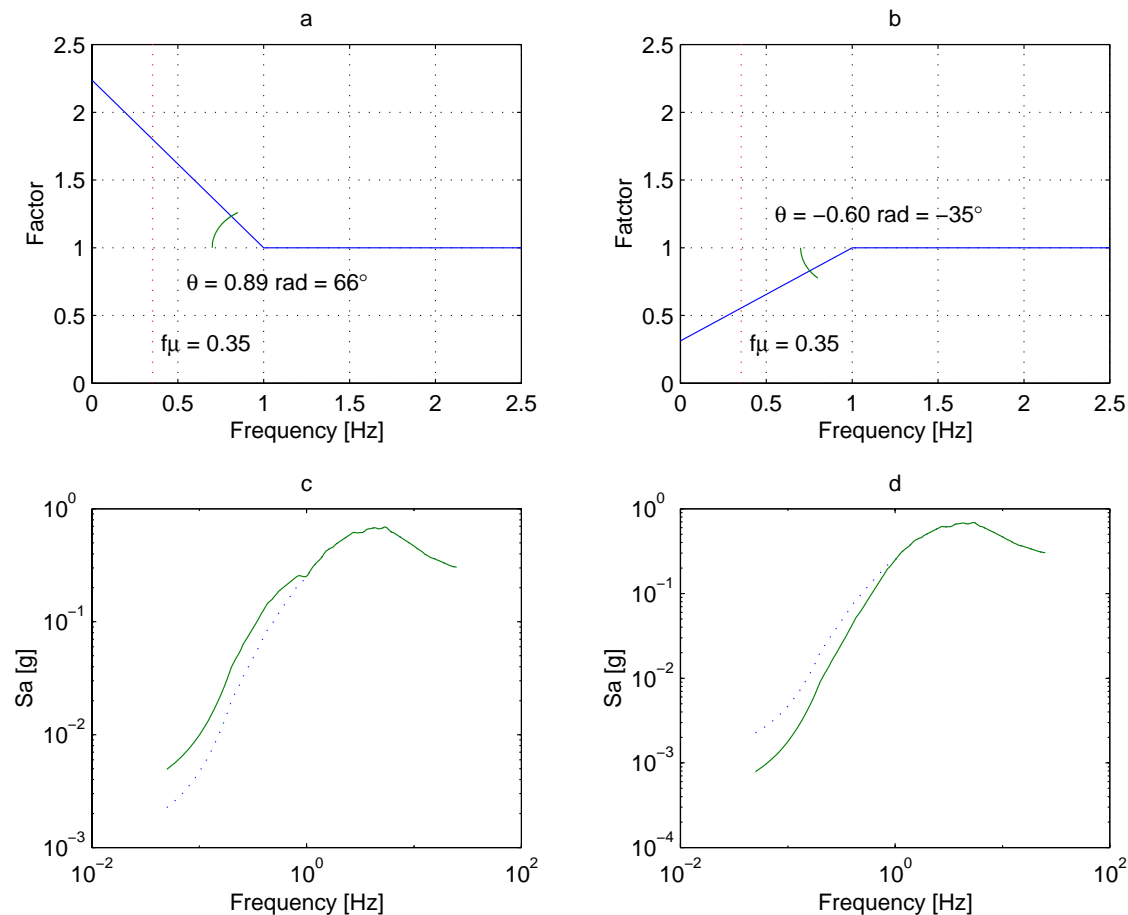 a
2.5
2
1.5
1
0.5
0
Factor
θ = 0.89 rad = 66°
fμ = 0.35
0 0.5 1 1.5 2 2.5
Frequency [Hz]
b
2.5
2
1.5
1
0.5
0
Fatctor
θ = −0.60 rad = −35°
fμ = 0.35
0 0.5 1 1.5 2 2.5
Frequency [Hz]
c
10^0
10^−1
10^−2
10^−3
Sa [g]
10^−2 10^0 10^2
Frequency [Hz]
d
10^0
10^−1
10^−2
10^−3
10^−4
Sa [g]
10^−2 10^0 10^2
Frequency [Hz]